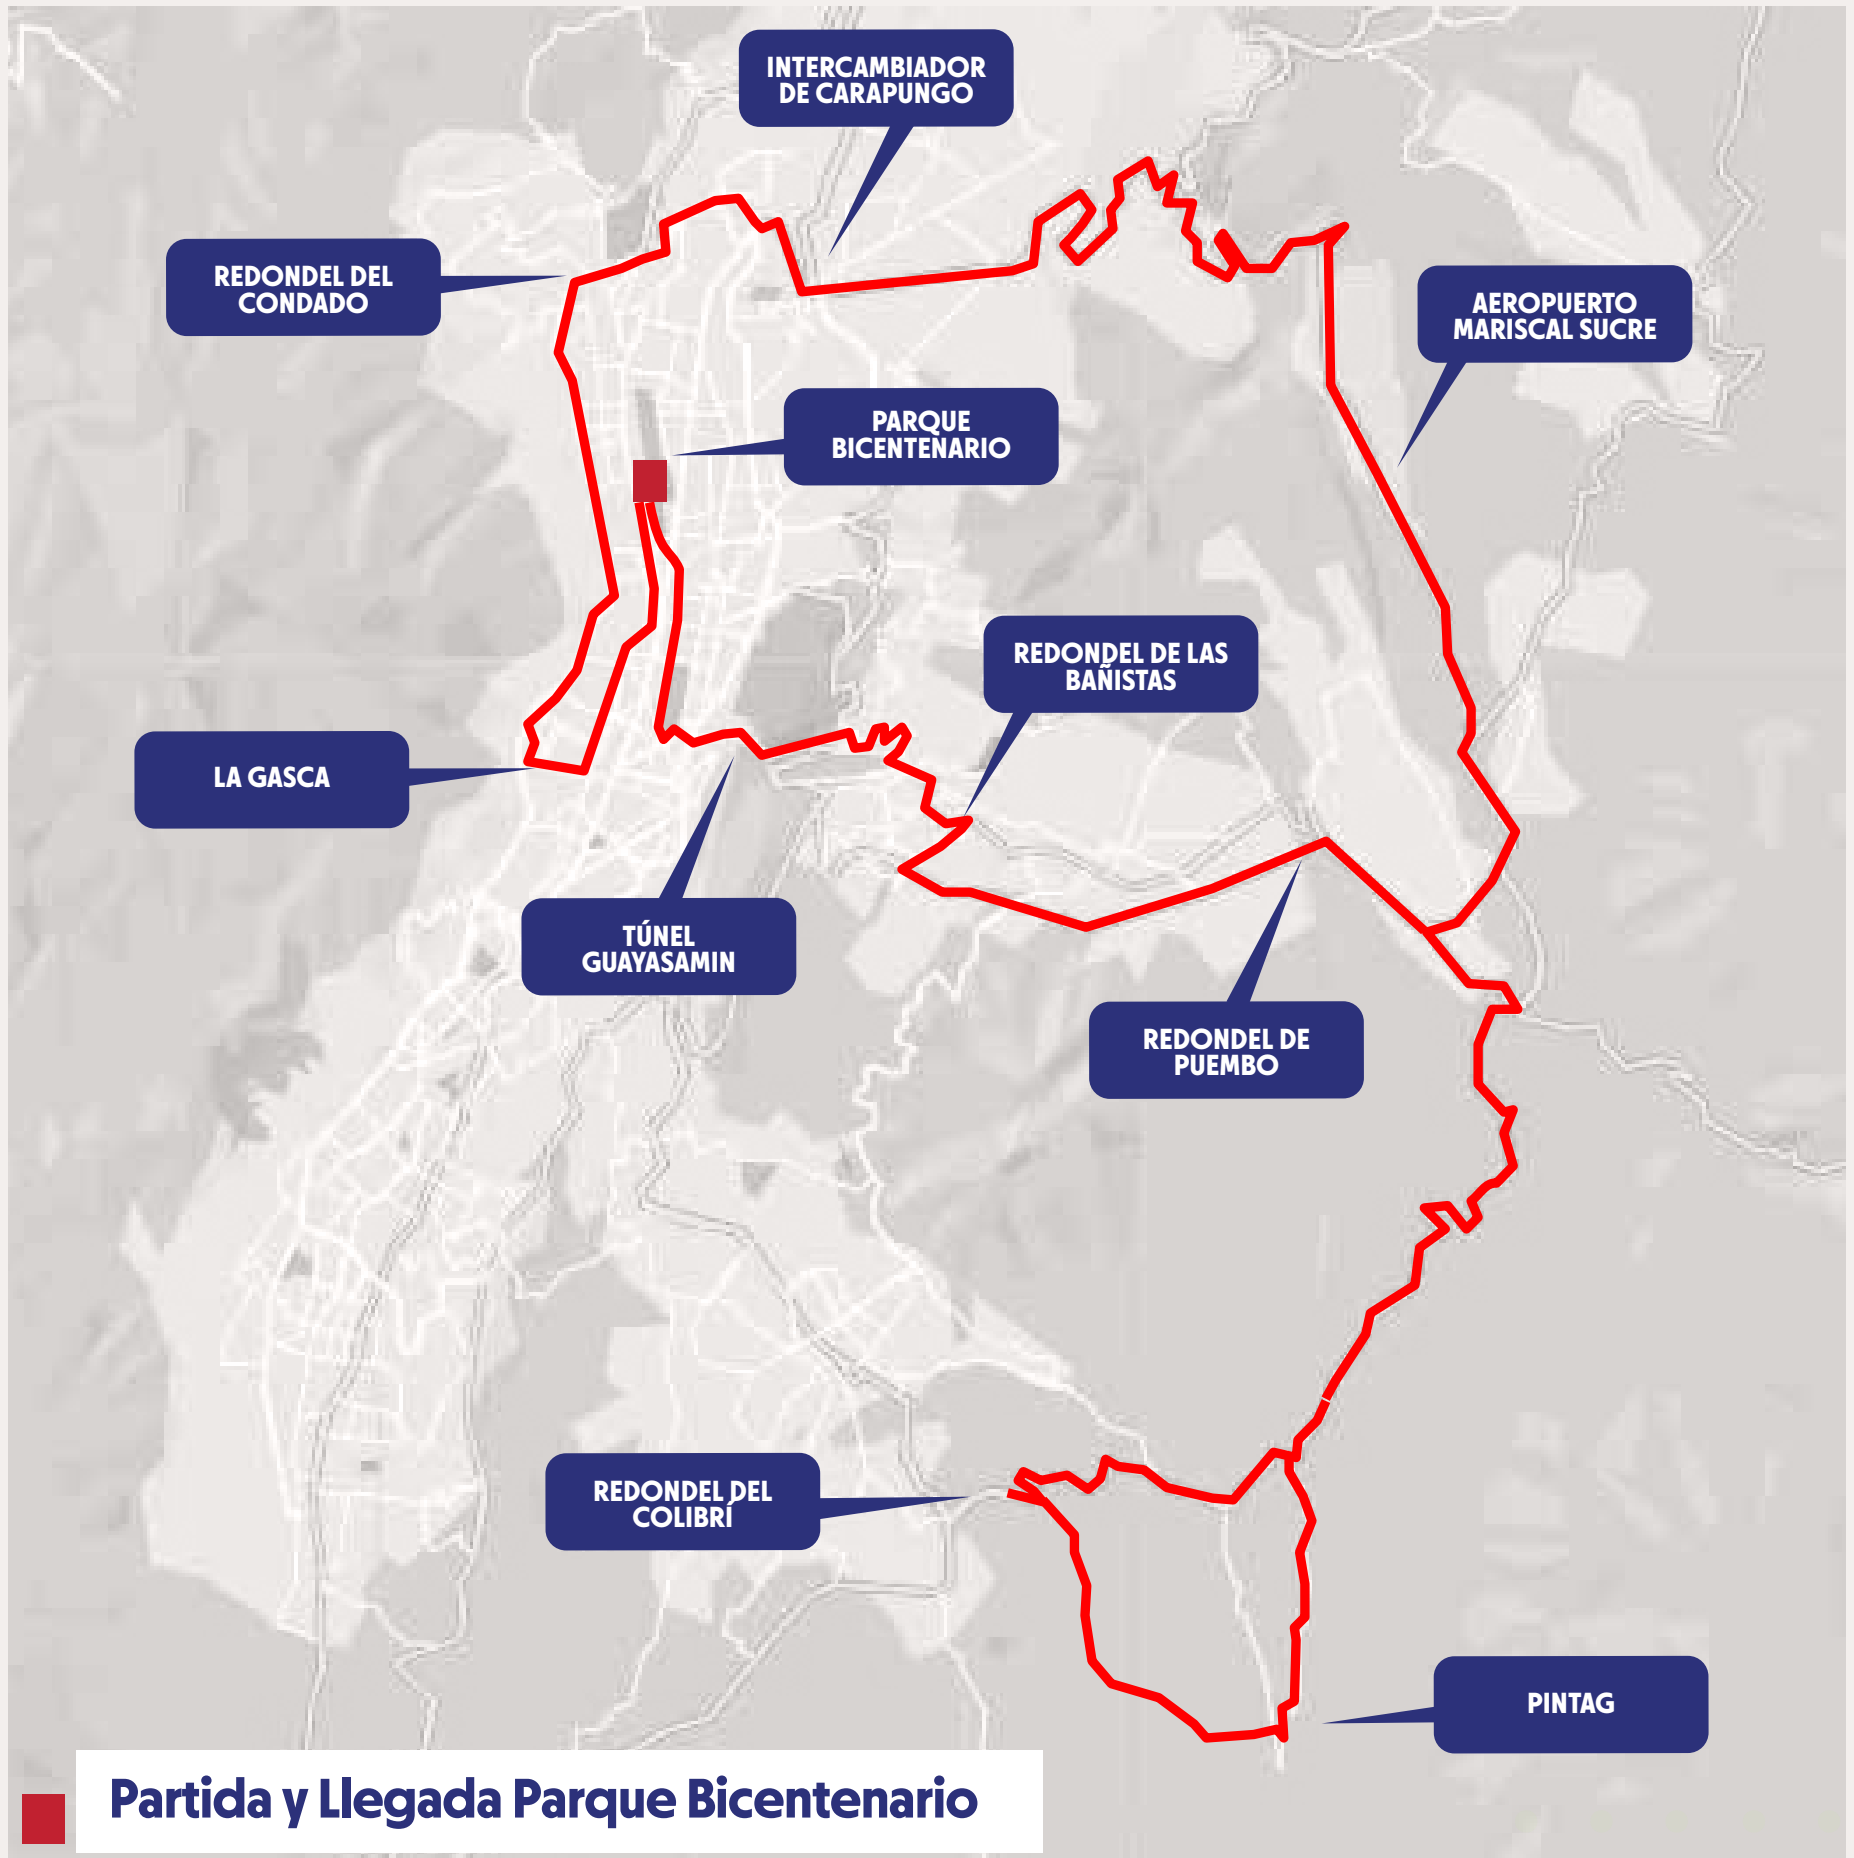 INTERCAMBIADOR
DE CARAPUNGO
REDONDEL DEL
CONDADO
AEROPUERTO
MARISCAL SUCRE
PARQUE
BICENTENARIO
REDONDEL DE LAS
BAÑISTAS
LA GASCA
TÚNEL
GUAYASAMIN
REDONDEL DE
PUEMBO
REDONDEL DEL
COLIBRÍ
PINTAG
Partida y Llegada Parque Bicentenario